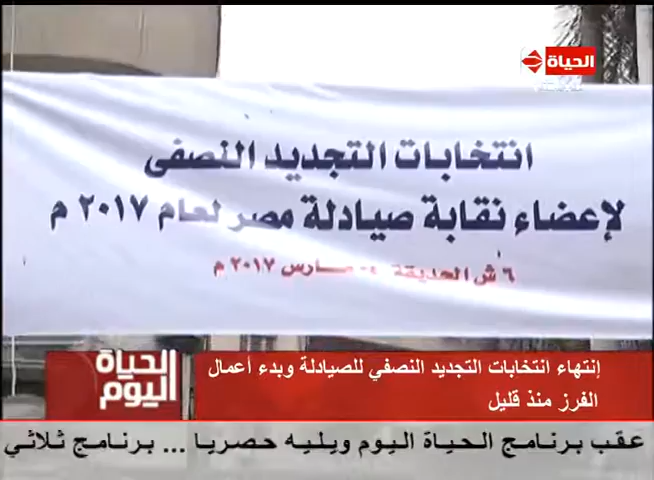 الحياة
انتخابات التجديد النصفى
لإعضاء نقابة صيادلة مصر لعام ٢٠١٧ م
٦ ش الحديقة مارس ٢٠١٧ م
الحياة اليوم
إنتهاء انتخابات التجديد النصفي للصيادلة وبدء أعمال
الفرز منذ قليل
عقب برنامج الحياة اليوم ويليه حصريا ... برنامج ثلاثي